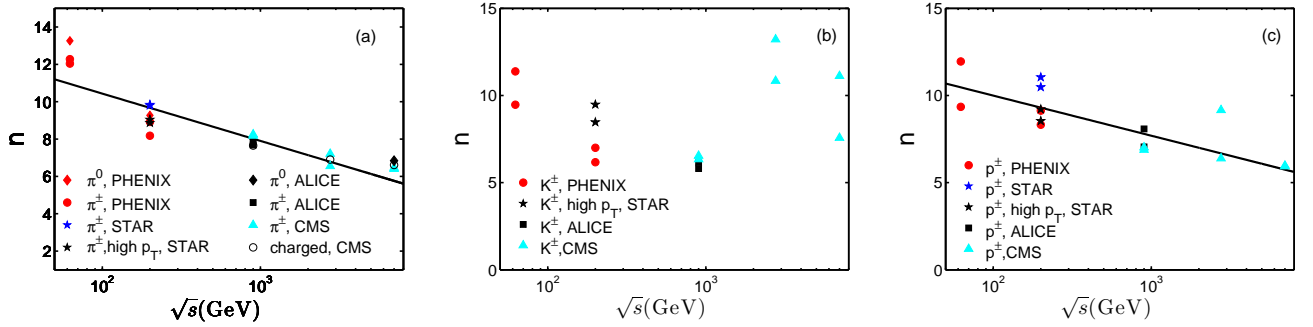 14
12
10
8
6
4
2
n
(a)
π⁰, PHENIX
π±, PHENIX
π±, STAR
π±,high p_T, STAR
π⁰, ALICE
π±, ALICE
π±, CMS
charged, CMS
10²
10³
√s(GeV)
15
10
5
0
n
(b)
K±, PHENIX
K±, high p_T, STAR
K±, ALICE
K±,CMS
10²
10³
√s(GeV)
15
10
5
0
n
(c)
p±, PHENIX
p±, STAR
p±, high p_T, STAR
p±, ALICE
p±,CMS
10²
10³
√s(GeV)